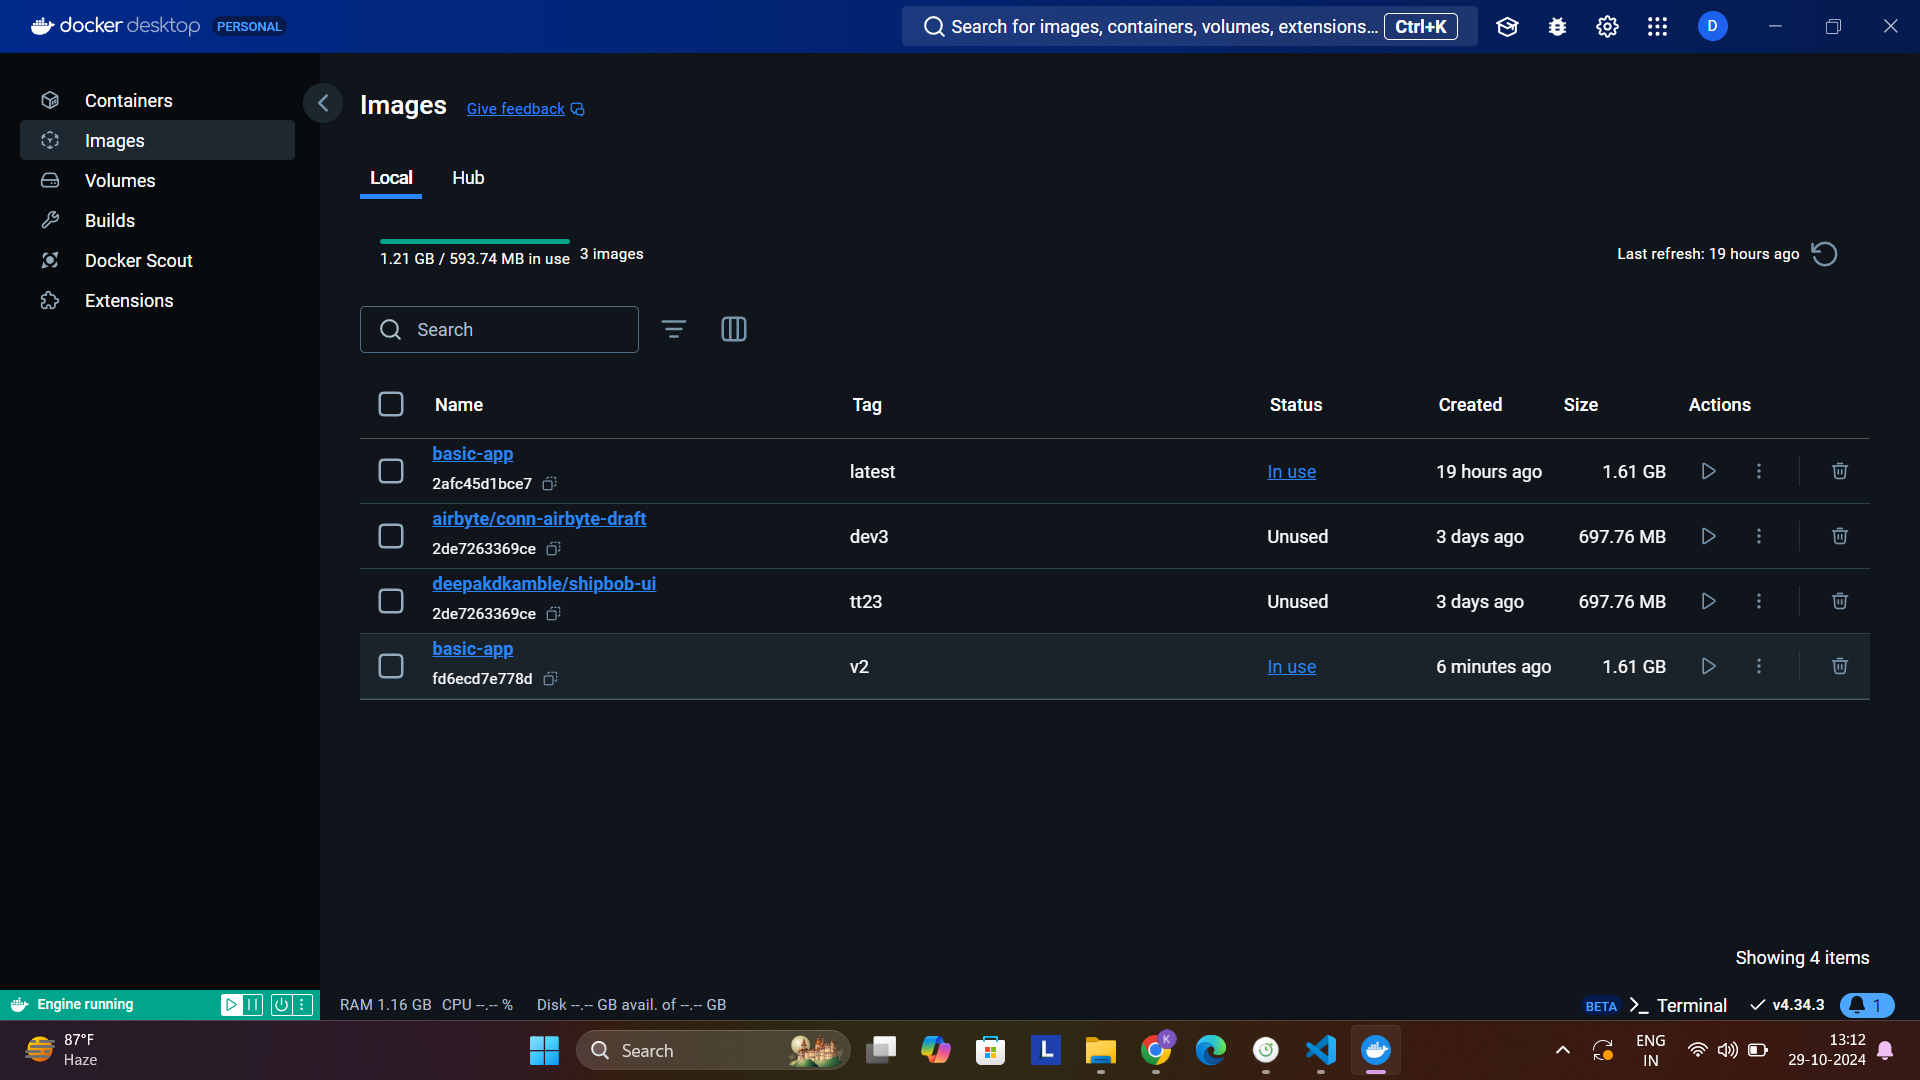 docker desktop PERSONAL
Search for images, containers, volumes, extensions... Ctrl+K
D
Containers
Images
Volumes
Builds
Docker Scout
Extensions
Images Give feedback
Local Hub
1.21 GB / 593.74 MB in use 3 images
Last refresh: 19 hours ago
Search
Name Tag Status Created Size Actions
basic-app
2afc45d1bce7
latest In use 19 hours ago 1.61 GB
airbyte/conn-airbyte-draft
2de7263369ce
dev3 Unused 3 days ago 697.76 MB
deepakdkamble/shipbob-ui
2de7263369ce
tt23 Unused 3 days ago 697.76 MB
basic-app
fd6ecd7e778d
v2 In use 6 minutes ago 1.61 GB
Showing 4 items
Engine running
RAM 1.16 GB CPU --.-- % Disk --.-- GB avail. of --.-- GB
BETA Terminal v4.34.3 1
87°F
Haze
Search
L
K
ENG
IN
13:12
29-10-2024